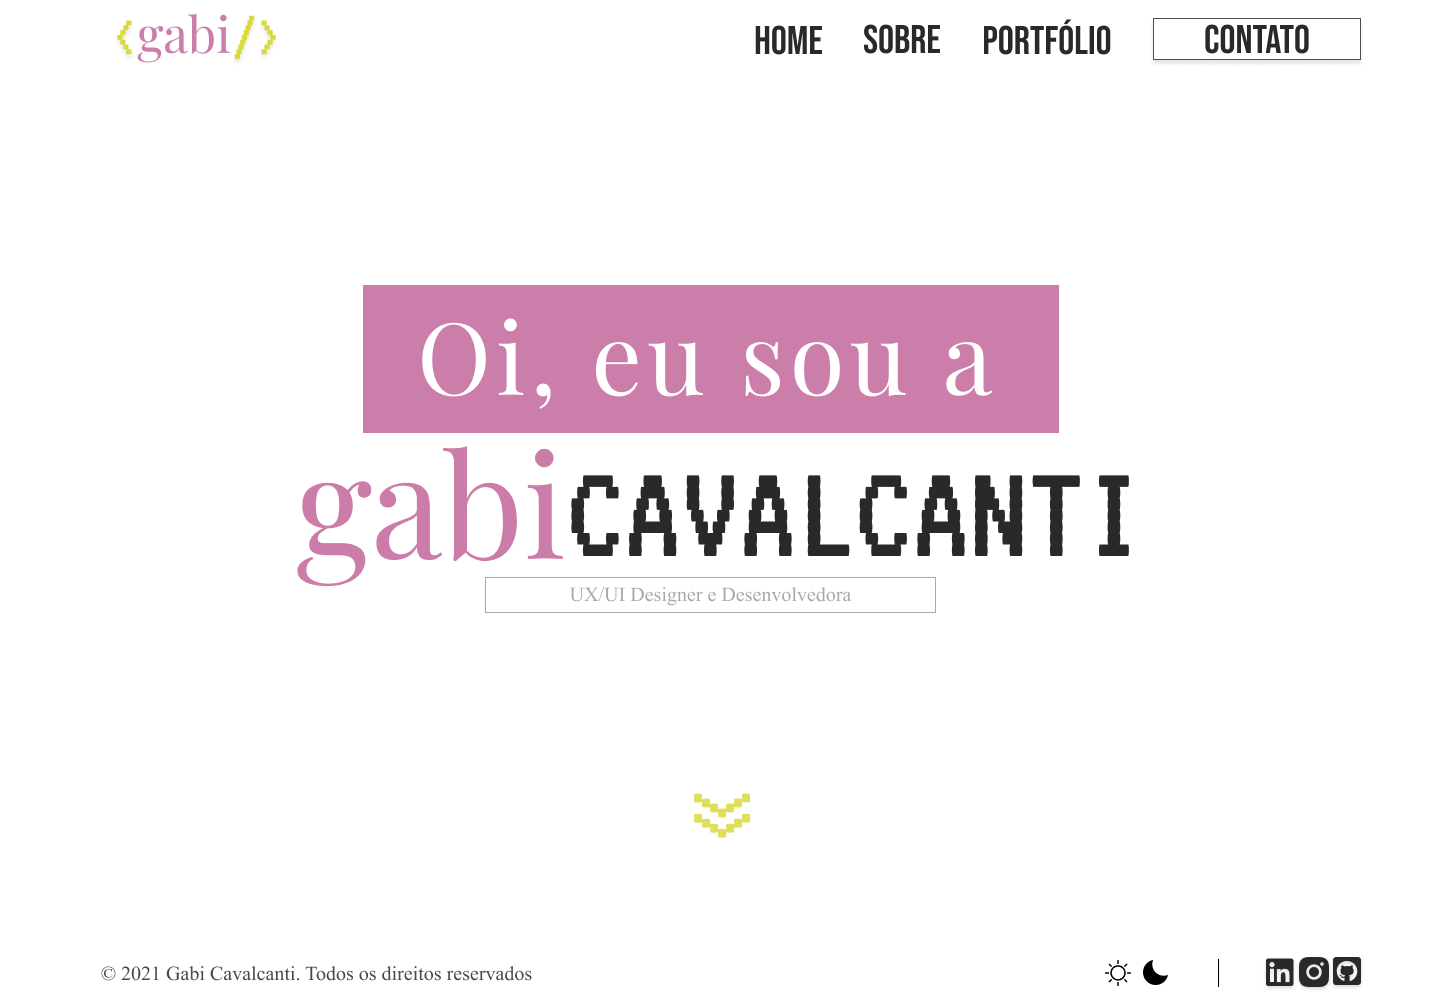 ‹gabi/›
HOME SOBRE PORTFÓLIO CONTATO
Oi, eu sou a
gabiCAVALCANTI
UX/UI Designer e Desenvolvedora
© 2021 Gabi Cavalcanti. Todos os direitos reservados